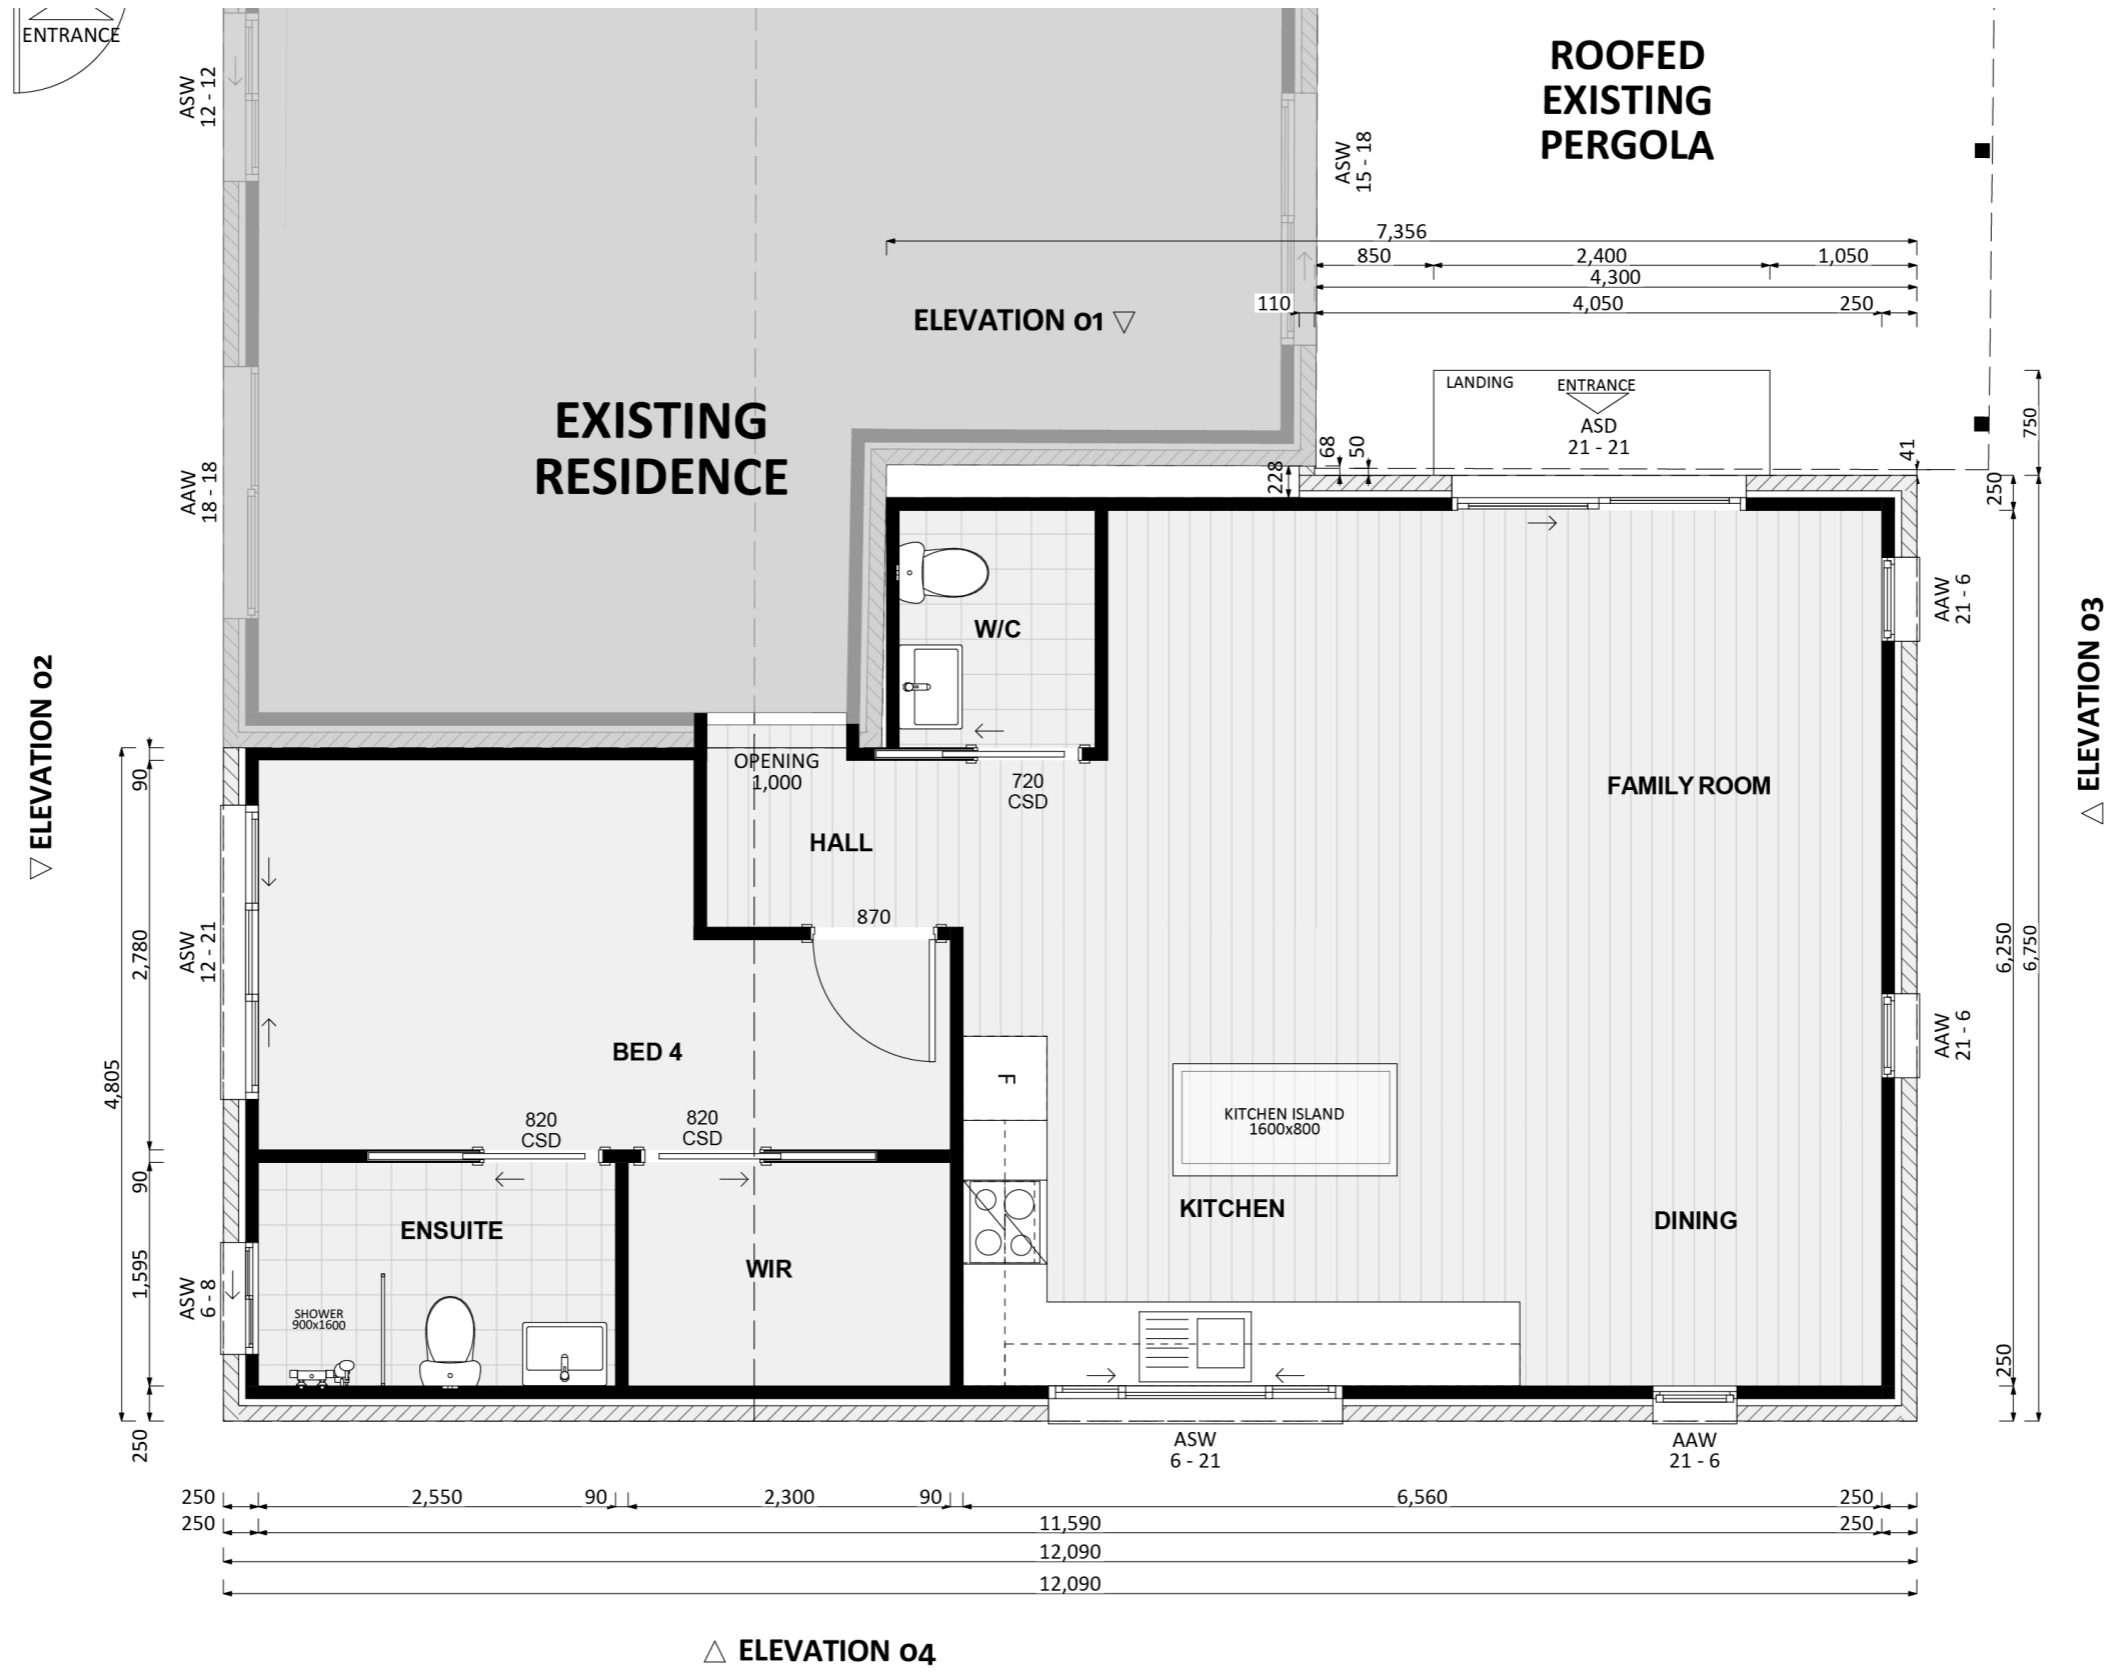 ENTRANCE
ASW
12 - 12
ROOFED
EXISTING
PERGOLA
ASW
15 - 18
7,356
850
2,400
1,050
4,300
110
4,050
250
ELEVATION 01
LANDING
ENTRANCE
ASD
21 - 21
750
EXISTING
RESIDENCE
68
50
41
228
250
AAW
18 - 18
W/C
AAW
21 - 6
ELEVATION 03
ELEVATION 02
OPENING
1,000
720
CSD
FAMILY ROOM
90
HALL
870
ASW
12 - 21
2,780
6,250
6,750
BED 4
F
AAW
21 - 6
4,805
820
CSD
820
CSD
KITCHEN ISLAND
1600x800
90
ENSUITE
KITCHEN
DINING
WIR
1,595
ASW
6 - 8
SHOWER
900x1600
250
250
ASW
6 - 21
AAW
21 - 6
250
2,550
90
2,300
90
6,560
250
250
11,590
250
12,090
12,090
ELEVATION 04